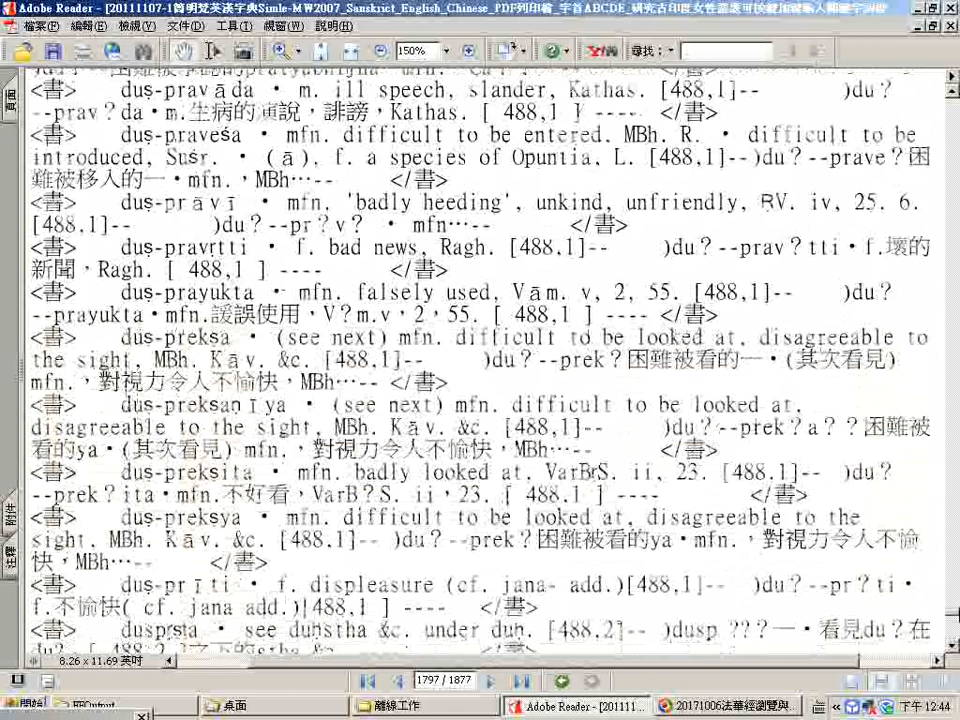 Adobe Reader - [20111107-1簡明梵英漢字典Simle-MW2007_Sanskrit_English_Chinese_PDF列印檔_字首ABCDE_研究古印度女性
檔案(F) 編輯(E) 檢視(V) 文件(D) 工具(T) 視窗(W) 說明(H)
150% 尋找：
<書> duṣ-pravāda • m. ill speech, slander, Kathas. [488,1]-- )du?
--prav?da•m.生病的演說，誹謗，Kathas. [ 488,1 ] ---- </書>
<書> duṣ-praveśa • mfn. difficult to be entered. MBh. R. • difficult to be
introduced, Suśr. • (ā). f. a species of Opuntia, L. [488,1]--)du?--prave?困
難被移入的一•mfn.，MBh…-- </書>
<書> duṣ-prāvī • mfn. 'badly heeding', unkind, unfriendly, RV. iv, 25. 6.
[488,1]-- )du?--pr?v? • mfn…-- </書>
<書> duṣ-pravṛtti • f. bad news, Ragh. [488,1]-- )du?--prav?tti•f.壞的
新聞，Ragh. [ 488,1 ] ---- </書>
<書> duṣ-prayukta • mfn. falsely used, Vām. v, 2, 55. [488,1]-- )du?
--prayukta•mfn.謬誤使用，V?m.v，2，55. [ 488,1 ] ---- </書>
<書> duṣ-prekṣa • (see next) mfn. difficult to be looked at, disagreeable to
the sight, MBh. Kāv. &c. [488,1]-- )du?--prek?困難被看的一•(其次看見)
mfn.，對視力令人不愉快，MBh…-- </書>
<書> duṣ-prekṣaṇīya • (see next) mfn. difficult to be looked at,
disagreeable to the sight, MBh. Kāv. &c. [488,1]-- )du?--prek?a??困難被
看的ya•(其次看見) mfn.，對視力令人不愉快，MBh…-- </書>
<書> duṣ-prekṣita • mfn. badly looked at, VarBṛS. ii, 23. [488,1]-- )du?
--prek?ita•mfn.不好看，VarB?S. ii，23. [ 488,1 ] ---- </書>
<書> duṣ-prekṣya • mfn. difficult to be looked at, disagreeable to the
sight, MBh. Kāv. &c. [488,1]-- )du?--prek?困難被看的ya•mfn.，對視力令人不愉
快，MBh…-- </書>
<書> duṣ-prīti • f. displeasure (cf. jana- add.)[488,1]-- )du?--pr?ti•
f.不愉快( cf. jana add.)[488,1 ] ---- </書>
<書> duspṛṣṭa • see duḥstha &c. under duḥ. [488,2]--)dusp ???一•看見du?在
8.26 x 11.69 英吋
1797 / 1877
頁面
附件
註釋
開始 桌面 離線工作 Adobe Reader - [201111... 20171006法華經瀏覽與... 下午 12:44